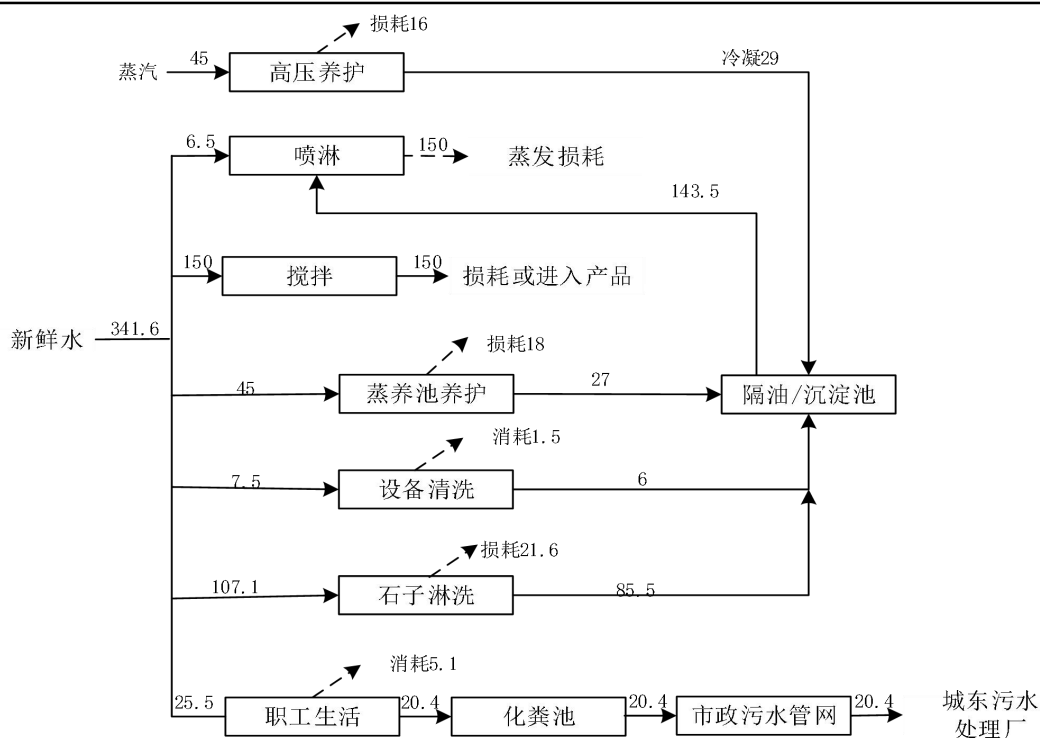 损耗16
蒸汽
45
高压养护
冷凝29
6.5
喷淋
150
蒸发损耗
143.5
150
搅拌
150
损耗或进入产品
新鲜水
341.6
损耗18
45
蒸养池养护
27
隔油/沉淀池
消耗1.5
7.5
设备清洗
6
损耗21.6
107.1
石子淋洗
85.5
消耗5.1
25.5
职工生活
20.4
化粪池
20.4
市政污水管网
20.4
城东污水
处理厂